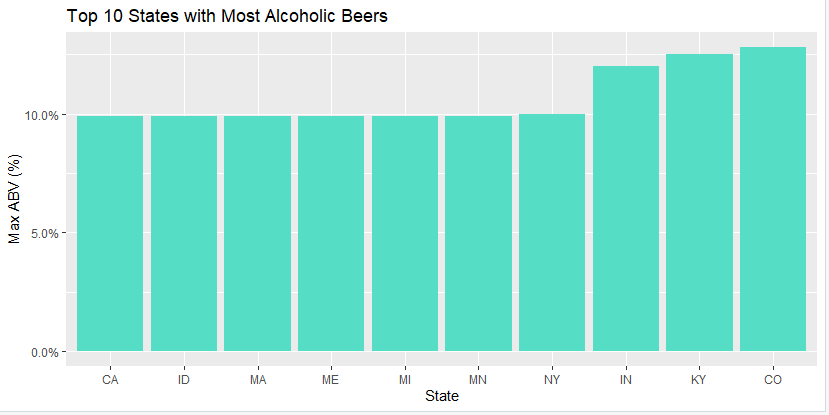 Top 10 States with Most Alcoholic Beers
Max ABV (%)
10.0%
5.0%
0.0%
CA ID MA ME MI MN NY IN KY CO
State